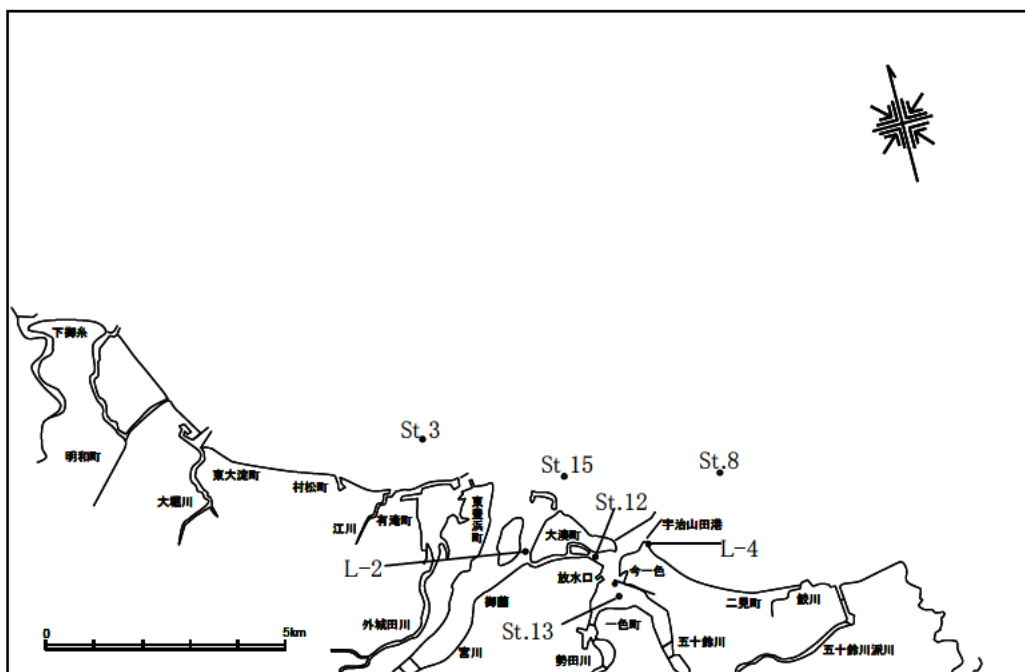 下御糸
St.3
明和町
St.15
St.8
東大淀町
村松町
St.12
大堀川
東豊浜町
江川
有滝町
大湊町
宇治山田港
L-2
L-4
放水口
今一色
御薗
二見町
鮫川
外城田川
St.13
一色町
0
5km
宮川
勢田川
五十鈴川
五十鈴川派川